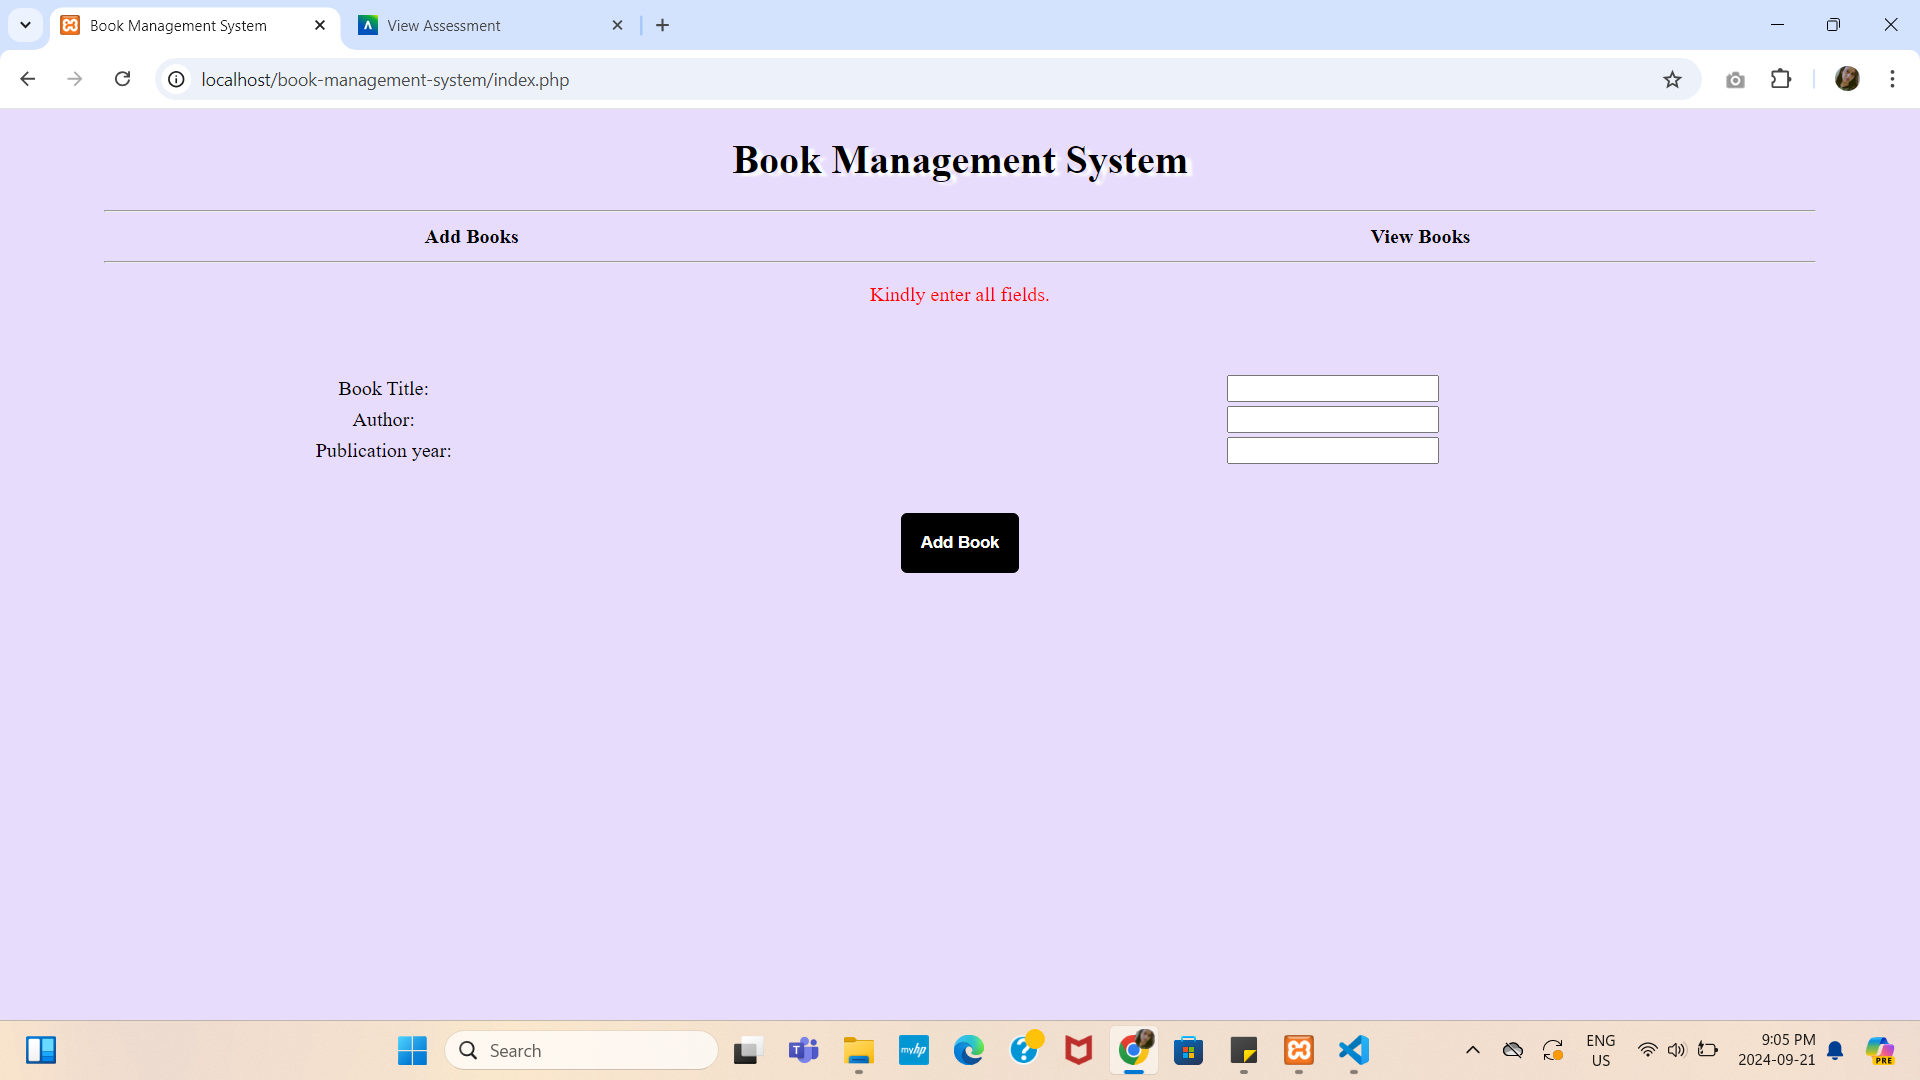 Book Management System
View Assessment
localhost/book-management-system/index.php
Book Management System
Add Books
View Books
Kindly enter all fields.
Book Title:
Author:
Publication year:
Add Book
Search
myhp
ENG
US
9:05 PM
2024-09-21
PRE